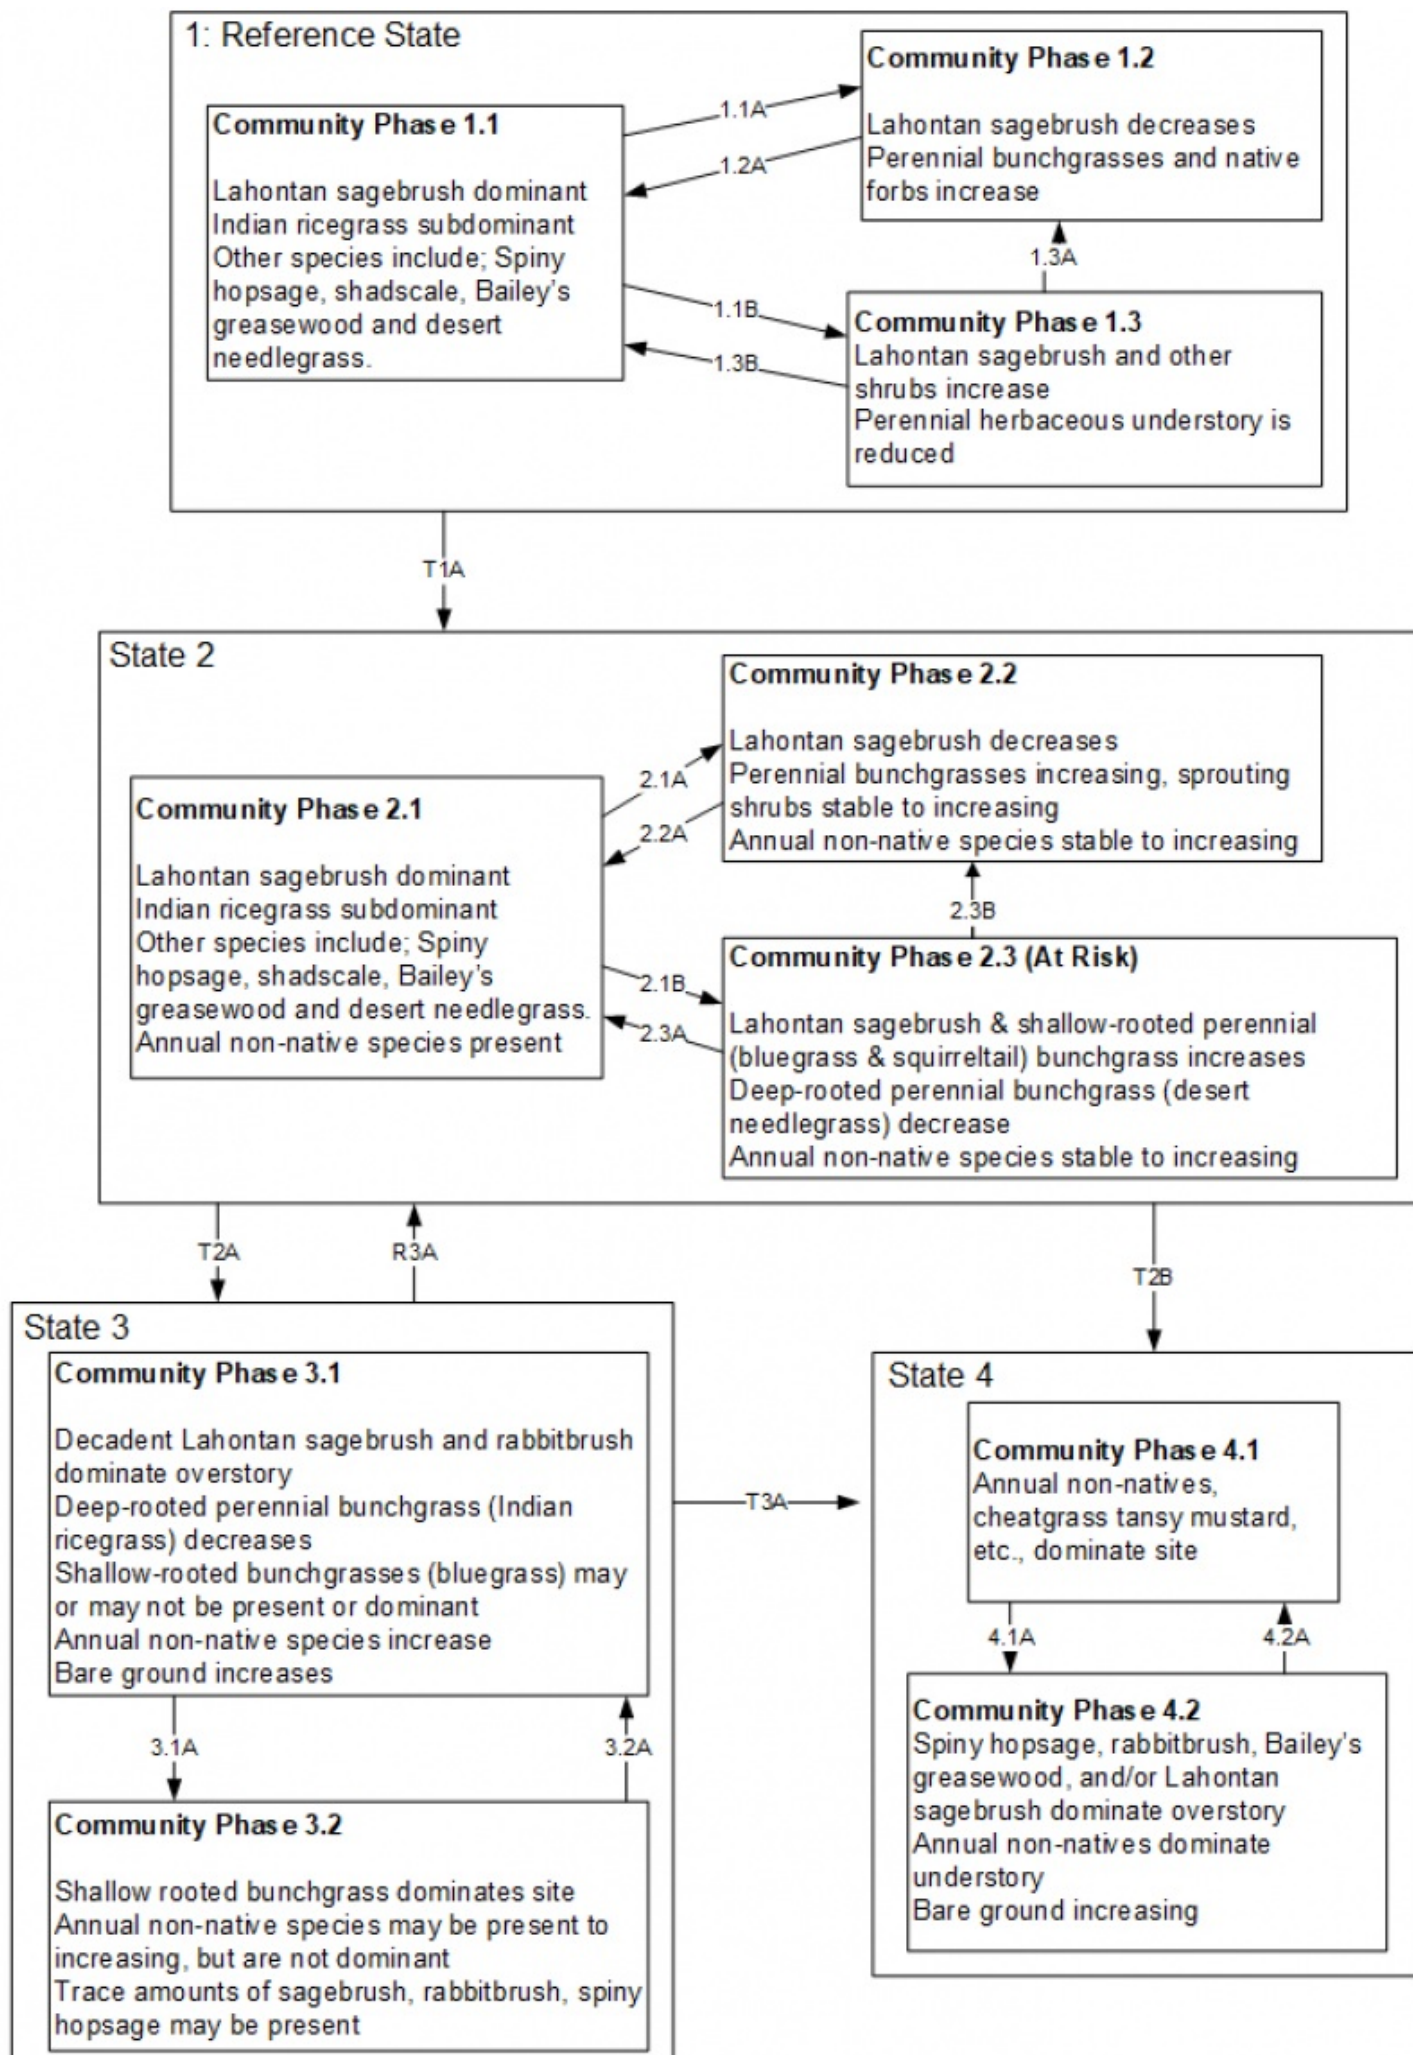 1: Reference State
Community Phase 1.1
Lahontan sagebrush dominant
Indian ricegrass subdominant
Other species include; Spiny
hopsage, shadscale, Bailey's
greasewood and desert
needlegrass.
1.1A
1.2A
1.1B
1.3B
Community Phase 1.2
Lahontan sagebrush decreases
Perennial bunchgrasses and native
forbs increase
1.3A
Community Phase 1.3
Lahontan sagebrush and other
shrubs increase
Perennial herbaceous understory is
reduced
T1A
State 2
Community Phase 2.1
Lahontan sagebrush dominant
Indian ricegrass subdominant
Other species include; Spiny
hopsage, shadscale, Bailey's
greasewood and desert needlegrass.
Annual non-native species present
2.1A
2.2A
2.1B
2.3A
Community Phase 2.2
Lahontan sagebrush decreases
Perennial bunchgrasses increasing, sprouting
shrubs stable to increasing
Annual non-native species stable to increasing
2.3B
Community Phase 2.3 (At Risk)
Lahontan sagebrush & shallow-rooted perennial
(bluegrass & squirreltail) bunchgrass increases
Deep-rooted perennial bunchgrass (desert
needlegrass) decrease
Annual non-native species stable to increasing
T2A
R3A
T2B
State 3
Community Phase 3.1
Decadent Lahontan sagebrush and rabbitbrush
dominate overstory
Deep-rooted perennial bunchgrass (Indian
ricegrass) decreases
Shallow-rooted bunchgrasses (bluegrass) may
or may not be present or dominant
Annual non-native species increase
Bare ground increases
3.1A
3.2A
Community Phase 3.2
Shallow rooted bunchgrass dominates site
Annual non-native species may be present to
increasing, but are not dominant
Trace amounts of sagebrush, rabbitbrush, spiny
hopsage may be present
T3A
State 4
Community Phase 4.1
Annual non-natives,
cheatgrass tansy mustard,
etc., dominate site
4.1A
4.2A
Community Phase 4.2
Spiny hopsage, rabbitbrush, Bailey's
greasewood, and/or Lahontan
sagebrush dominate overstory
Annual non-natives dominate
understory
Bare ground increasing